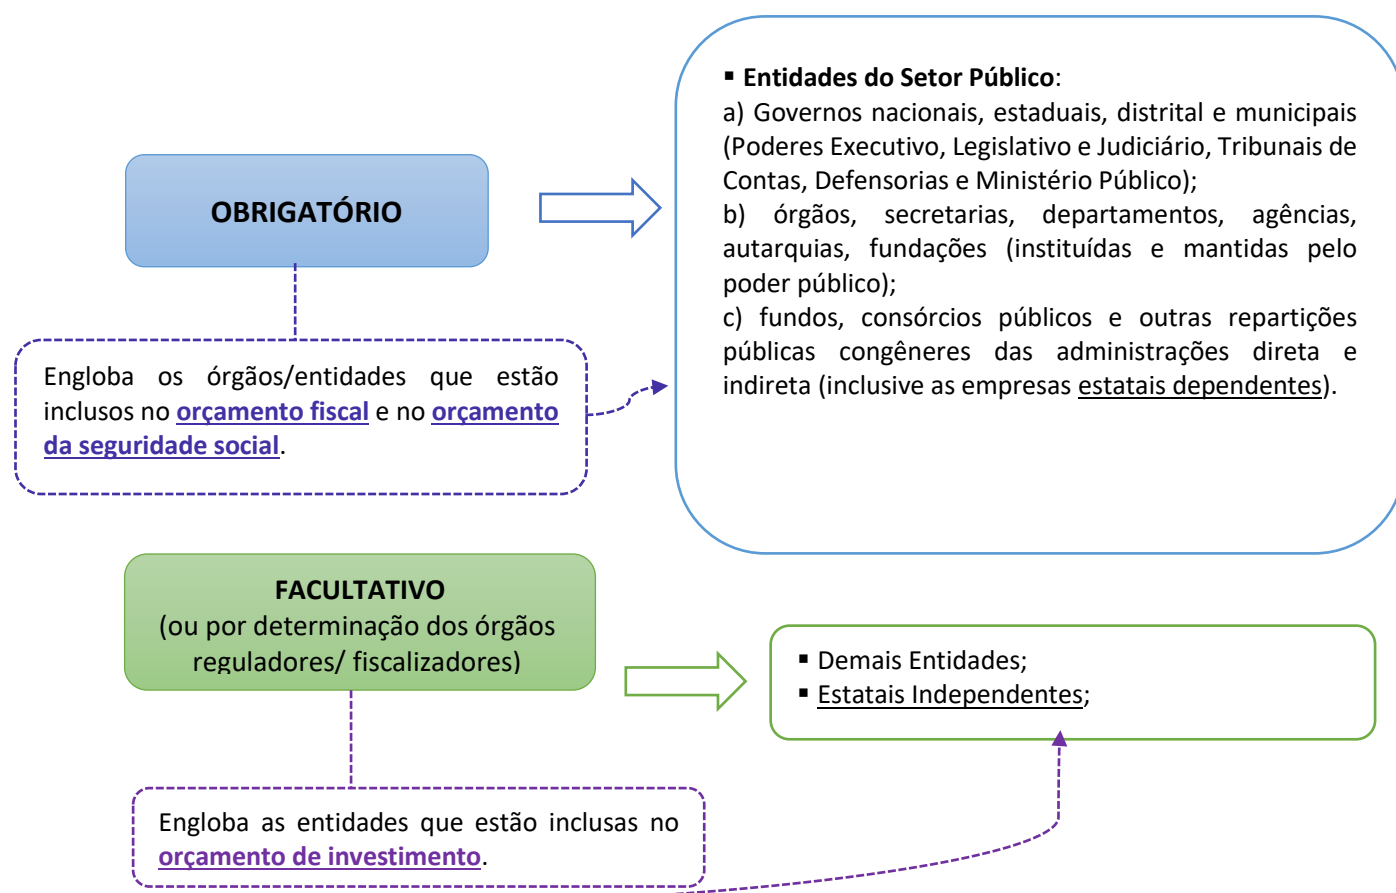 OBRIGATÓRIO
▪ Entidades do Setor Público:
a) Governos nacionais, estaduais, distrital e municipais
(Poderes Executivo, Legislativo e Judiciário, Tribunais de
Contas, Defensorias e Ministério Público);
b) órgãos, secretarias, departamentos, agências,
autarquias, fundações (instituídas e mantidas pelo
poder público);
c) fundos, consórcios públicos e outras repartições
públicas congêneres das administrações direta e
indireta (inclusive as empresas estatais dependentes).
Engloba os órgãos/entidades que estão
inclusos no orçamento fiscal e no orçamento
da seguridade social.
FACULTATIVO
(ou por determinação dos órgãos
reguladores/ fiscalizadores)
▪ Demais Entidades;
▪ Estatais Independentes;
Engloba as entidades que estão inclusas no
orçamento de investimento.